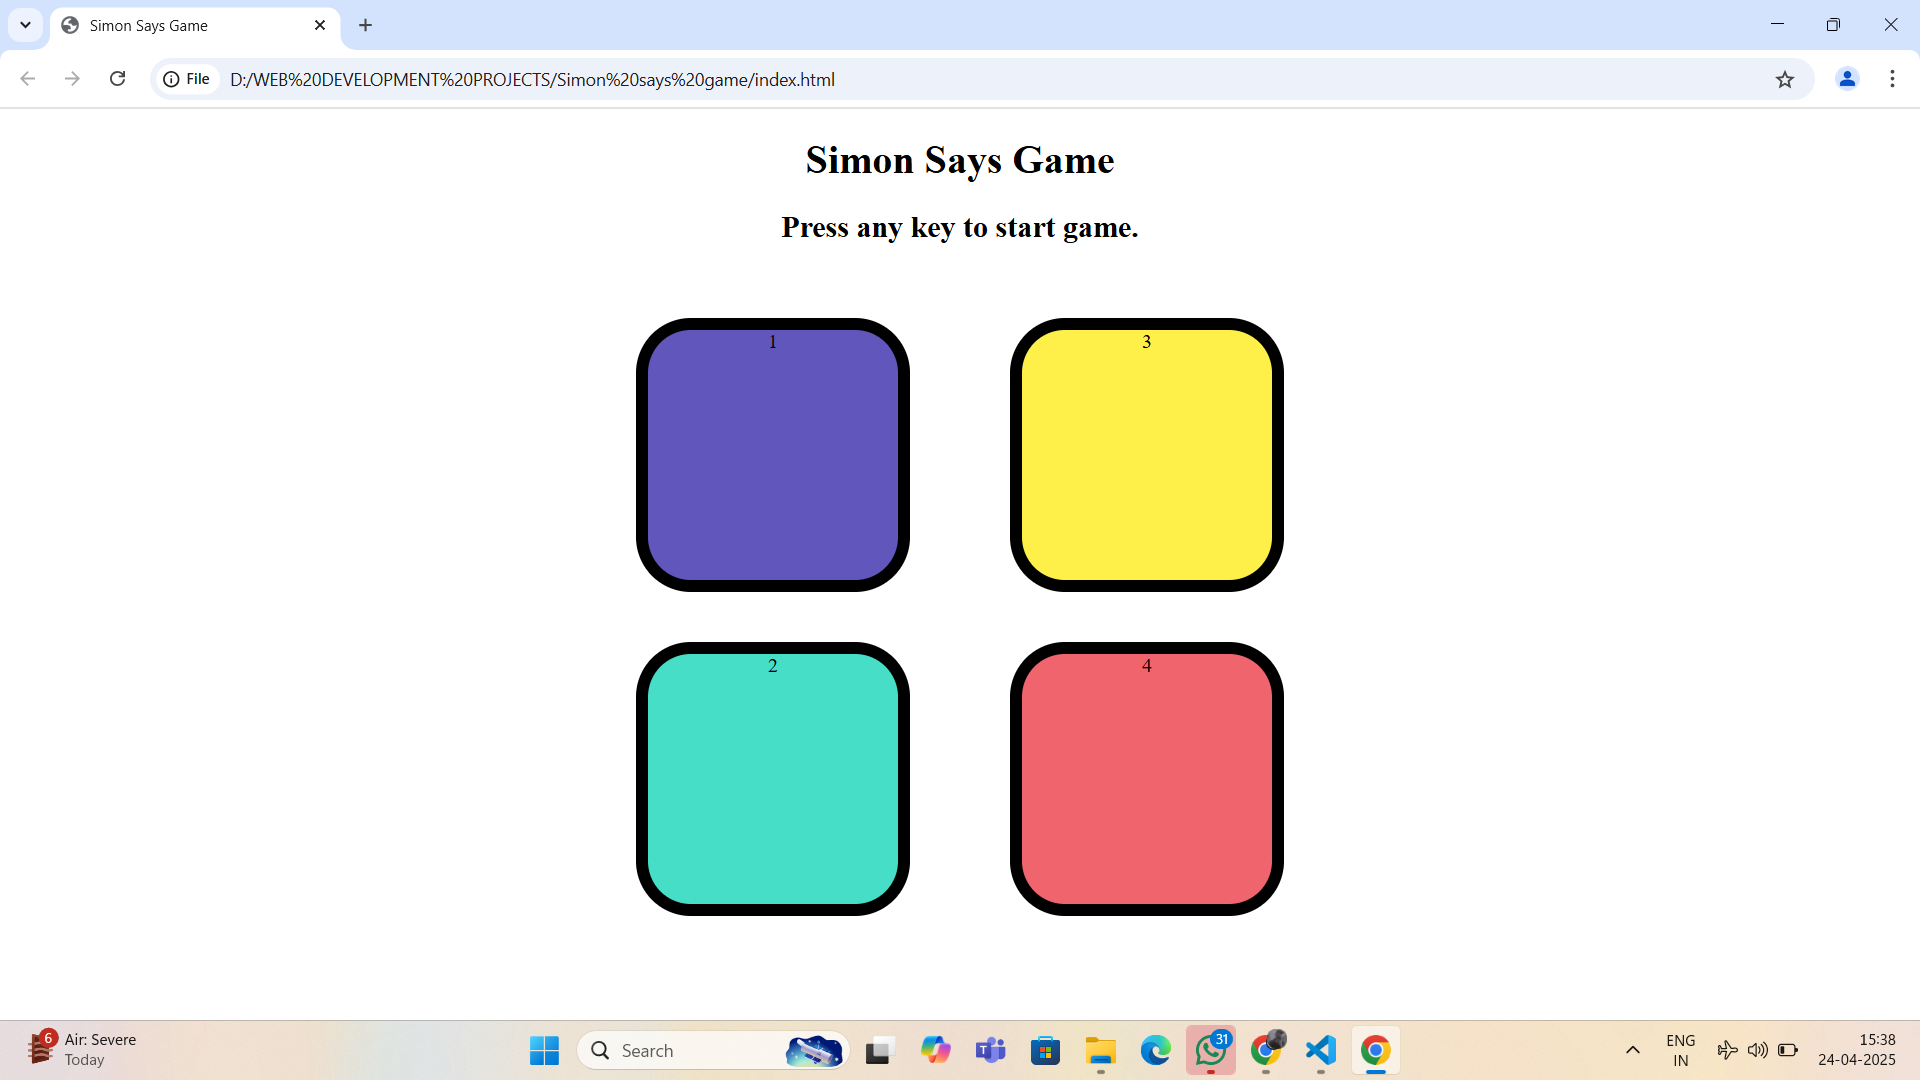 Simon Says Game
File
D:/WEB%20DEVELOPMENT%20PROJECTS/Simon%20says%20game/index.html
Simon Says Game
Press any key to start game.
1
3
2
4
6
Air: Severe
Today
Search
T
31
ENG
IN
15:38
24-04-2025